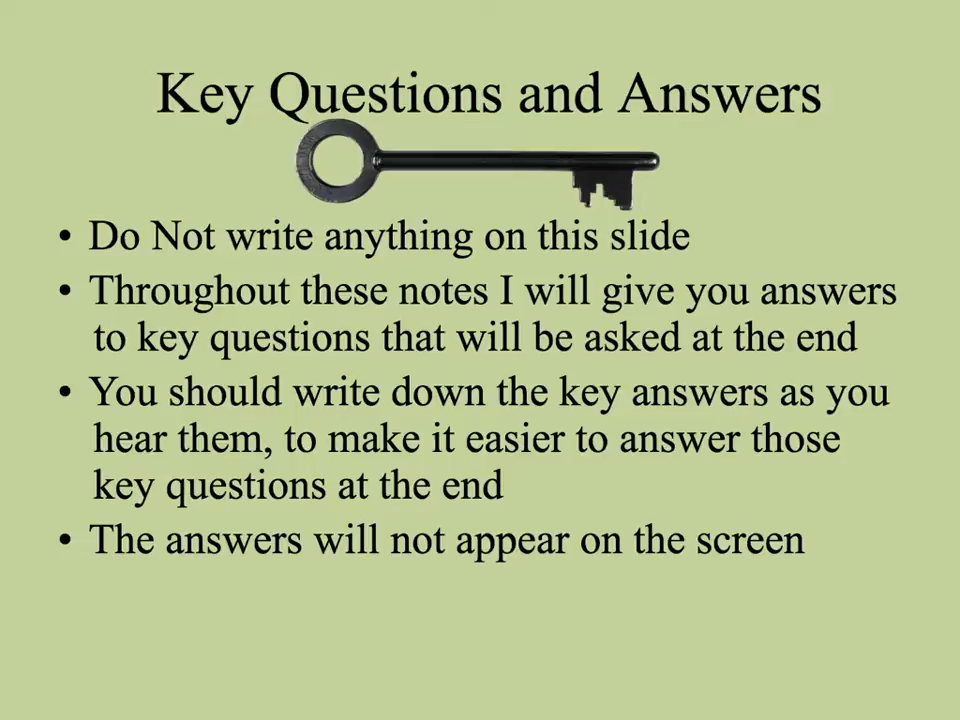 Key Questions and Answers
• Do Not write anything on this slide
• Throughout these notes I will give you answers
to key questions that will be asked at the end
• You should write down the key answers as you
hear them, to make it easier to answer those
key questions at the end
• The answers will not appear on the screen